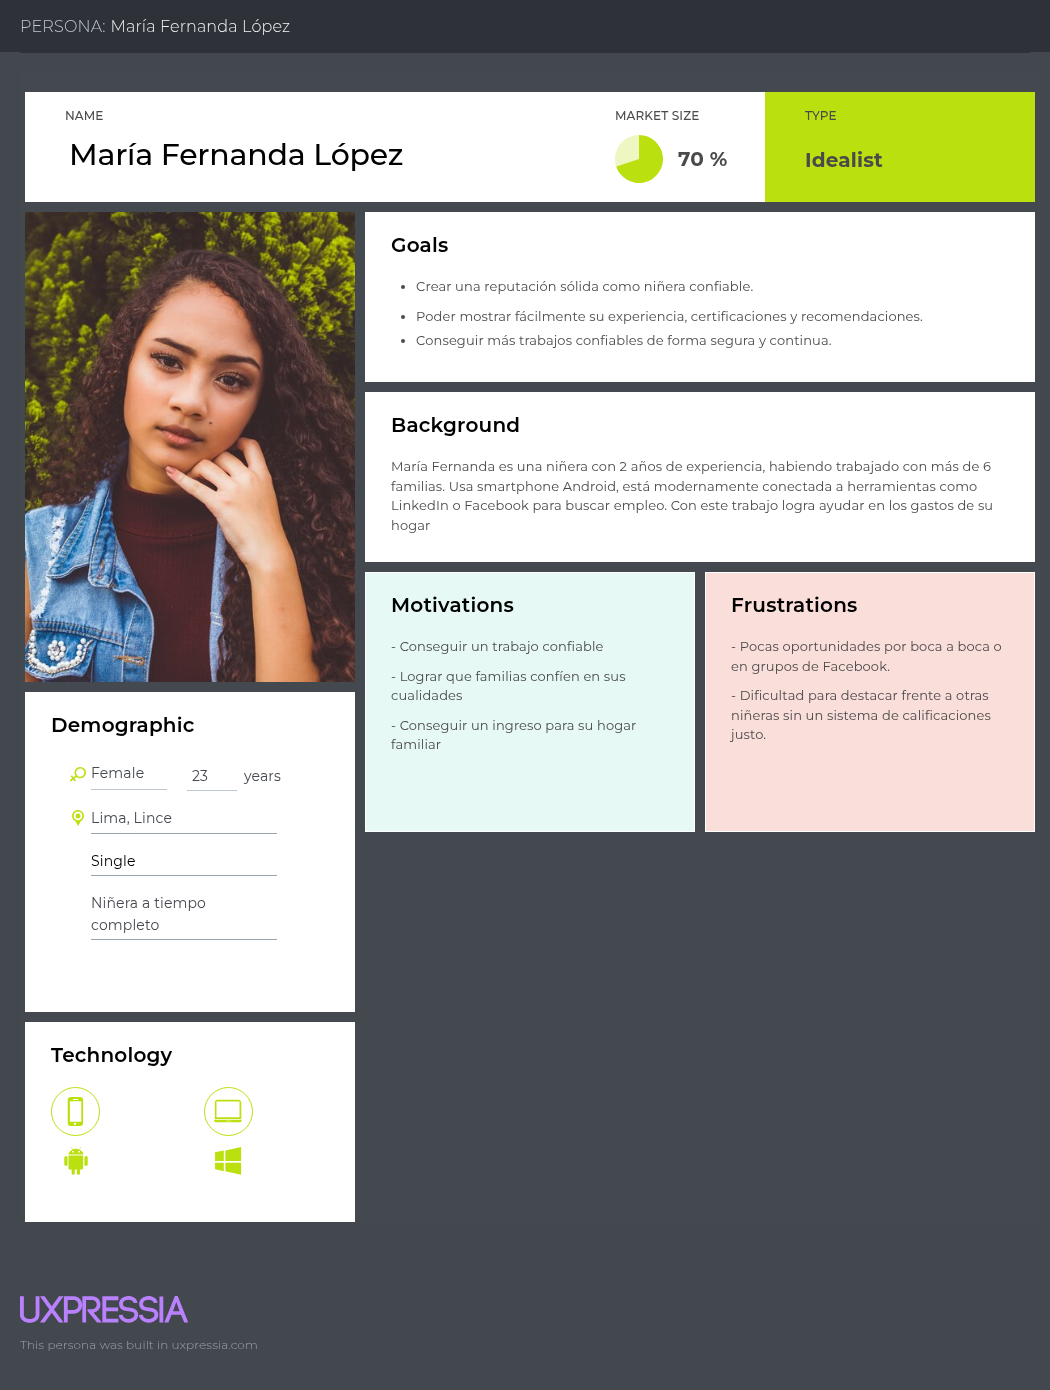 PERSONA: María Fernanda López
NAME
María Fernanda López
MARKET SIZE
70 %
TYPE
Idealist
Goals
Crear una reputación sólida como niñera confiable.
Poder mostrar fácilmente su experiencia, certificaciones y recomendaciones.
Conseguir más trabajos confiables de forma segura y continua.
Background
María Fernanda es una niñera con 2 años de experiencia, habiendo trabajado con más de 6
familias. Usa smartphone Android, está modernamente conectada a herramientas como
LinkedIn o Facebook para buscar empleo. Con este trabajo logra ayudar en los gastos de su
hogar
Motivations
- Conseguir un trabajo confiable
- Lograr que familias confíen en sus
cualidades
- Conseguir un ingreso para su hogar
familiar
Frustrations
- Pocas oportunidades por boca a boca o
en grupos de Facebook.
- Dificultad para destacar frente a otras
niñeras sin un sistema de calificaciones
justo.
Demographic
Female 23 years
Lima, Lince
Single
Niñera a tiempo
completo
Technology
UXPRESSIA
This persona was built in uxpressia.com